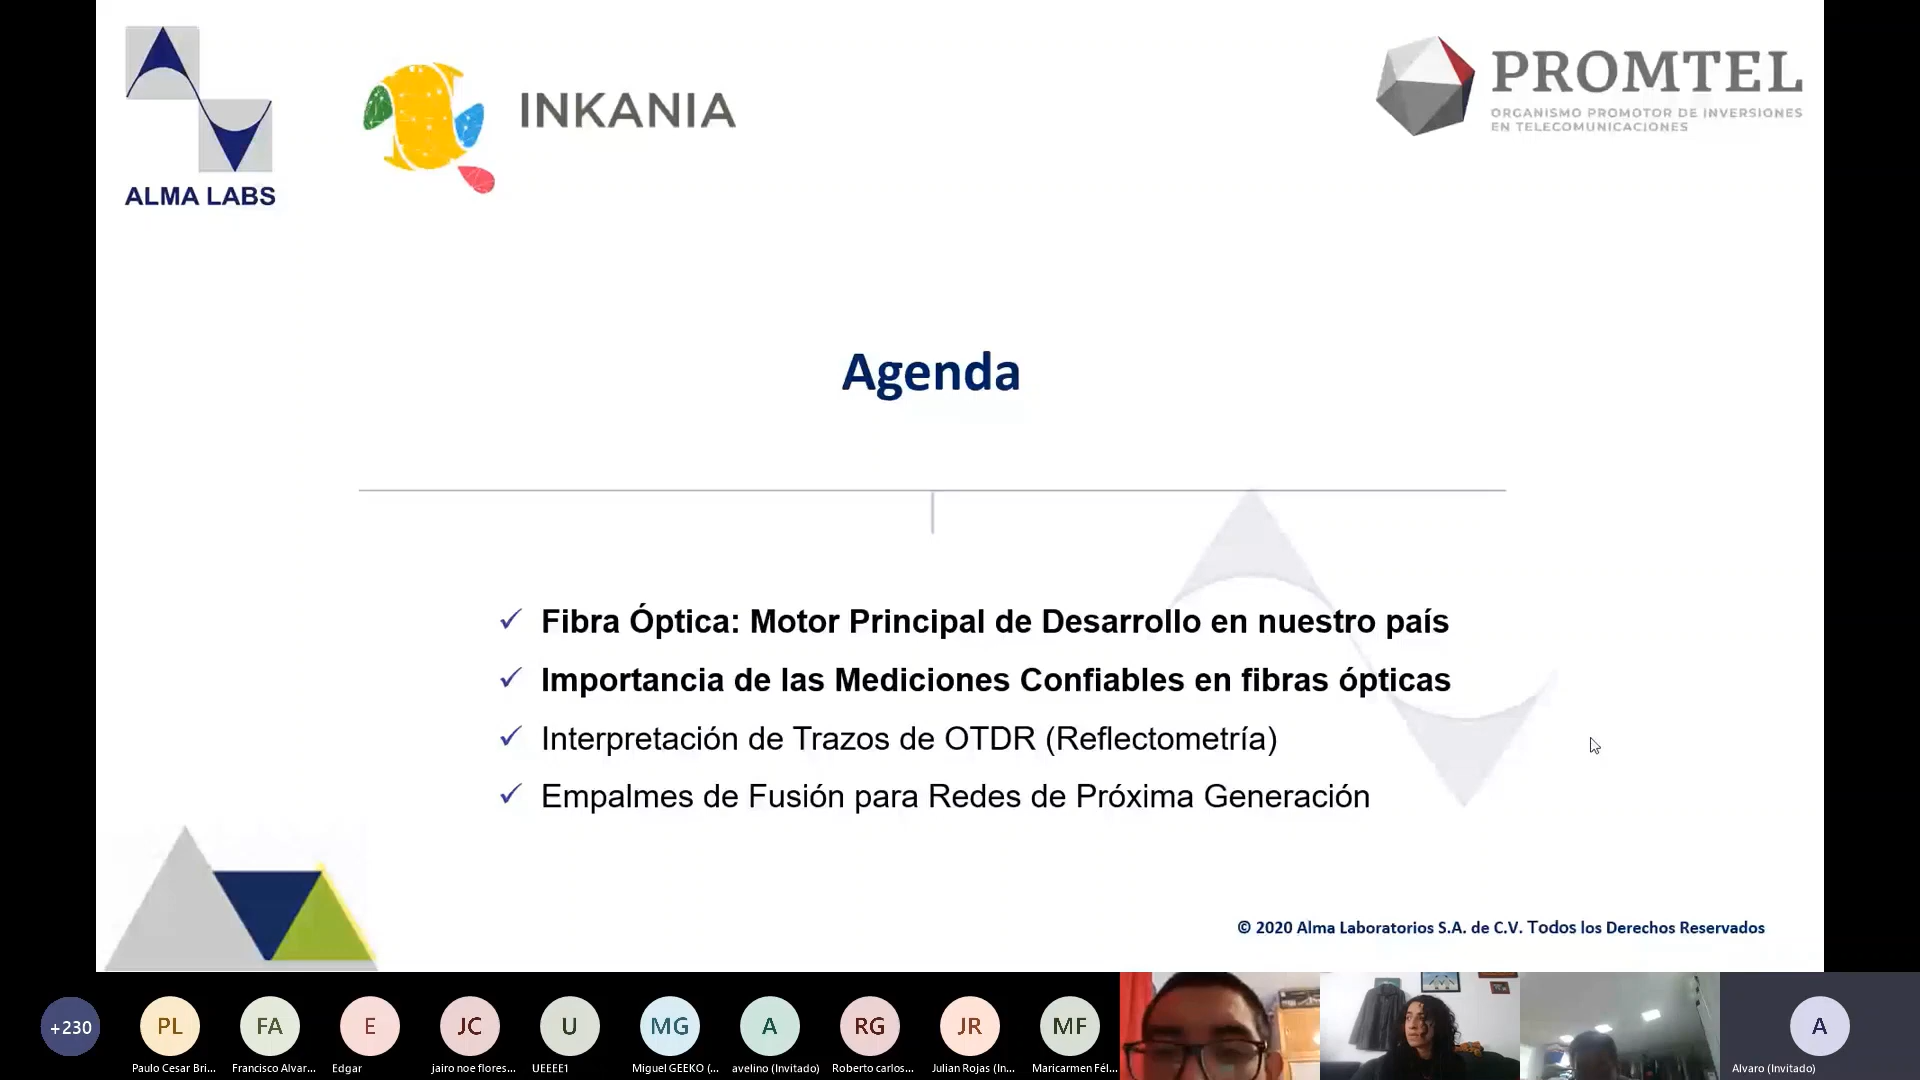 ALMA LABS
INKANIA
PROMTEL
ORGANISMO PROMOTOR DE INVERSIONES
EN TELECOMUNICACIONES
Agenda
✓ Fibra Óptica: Motor Principal de Desarrollo en nuestro país
✓ Importancia de las Mediciones Confiables en fibras ópticas
✓ Interpretación de Trazos de OTDR (Reflectometría)
✓ Empalmes de Fusión para Redes de Próxima Generación
© 2020 Alma Laboratorios S.A. de C.V. Todos los Derechos Reservados
+230
PL
FA
E
JC
U
MG
A
RG
JR
MF
A
Paulo Cesar Bri...
Francisco Alvar...
Edgar
jairo noe flores...
UEEEE1
Miguel GEEKO (...
avelino (Invitado)
Roberto carlos...
Julian Rojas (In...
Maricarmen Fél...
Alvaro (Invitado)